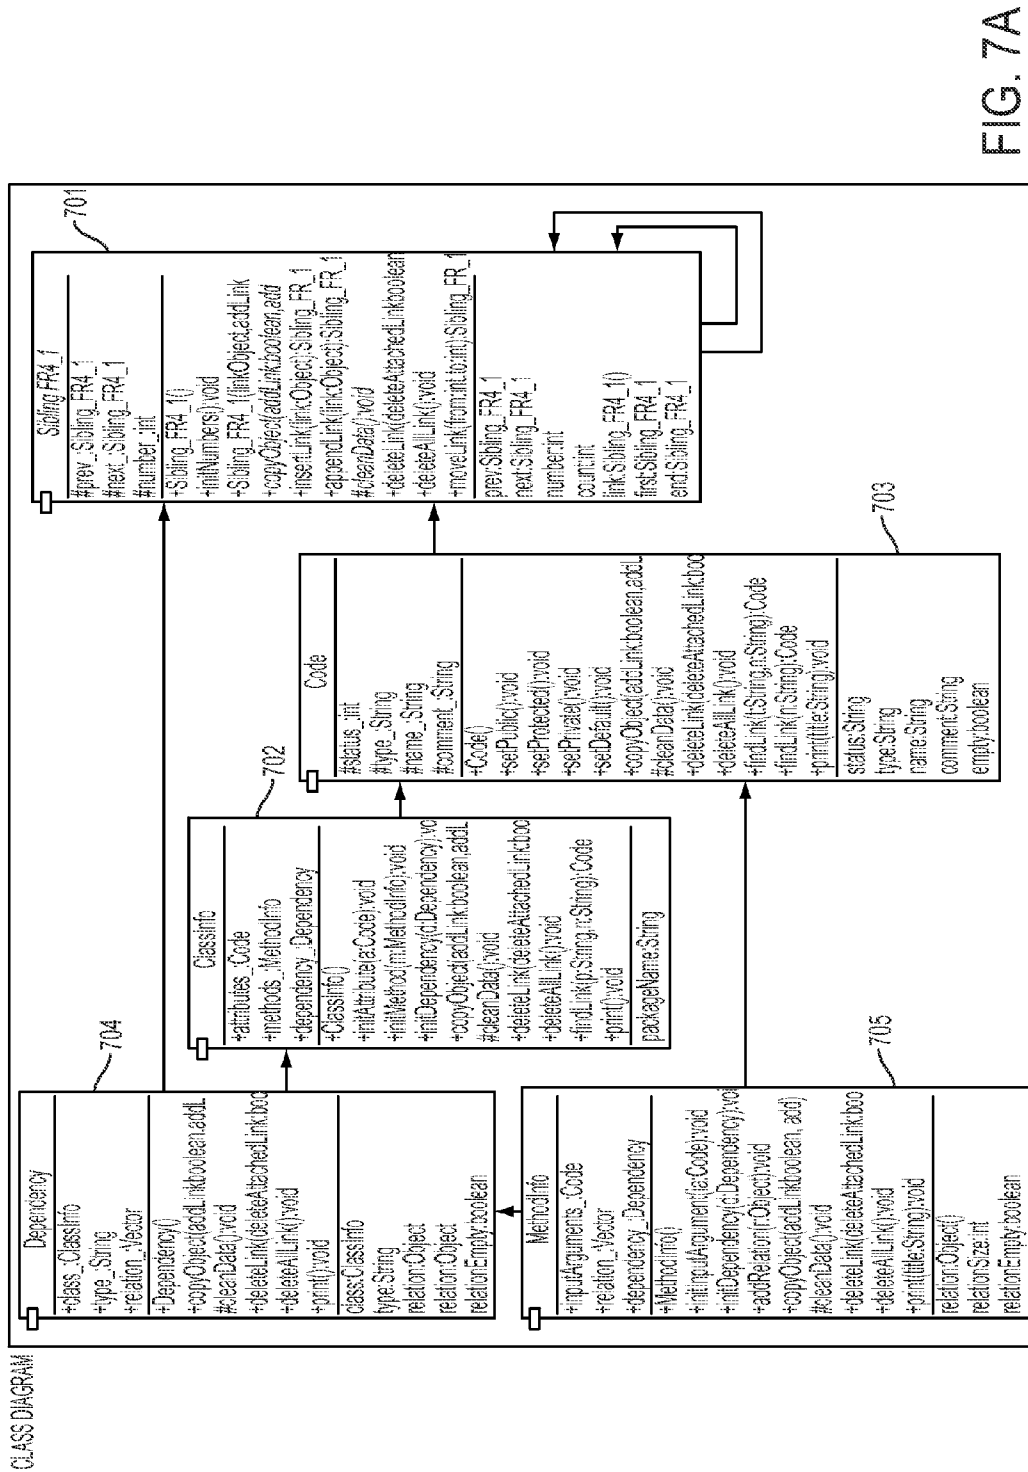 CLASS DIAGRAM
Dependency
+class_:ClassInfo
+type_:String
+relation_:Vector
+Dependency()
+copyObject(addLink:boolean,addL
#cleanData():void
+deleteLink(deleteAttachedLink:boo
+deleteAllLink():void
+print():void
class:ClassInfo
type:String
relation:Object
relation:Object
relationEmpty:boolean
704
MethodInfo
+inputArguments_:Code
+relation_:Vector
+dependency_:Dependency
+MethodInfo()
+initInputArgument(ia:Code):void
+initDependency(d:Dependency):voi
+addRelation(r:Object):void
+copyObject(addLink:boolean, add)
#cleanData():void
+deleteLink(deleteAttachedLink:boo
+deleteAllLink():void
+print(title:String):void
relation:Object()
relationSize:int
relationEmpty:boolean
705
ClassInfo
+attributes_:Code
+methods_:MethodInfo
+dependency_:Dependency
+ClassInfo()
+initAttribute(a:Code):void
+initMethod(m:MethodInfo):void
+initDependency(d:Dependency):vo
+copyObject(addLink:boolean,addL
#cleanData():void
+deleteLink(deleteAttachedLink:boo
+deleteAllLink():void
+findLink(p:String,n:String):Code
+print():void
packageName:String
702
Code
#status_:int
#type_:String
#name_:String
#comment_:String
+Code()
+setPublic():void
+setProtected():void
+setPrivate():void
+setDefault():void
+copyObject(addLink:boolean,addL
#cleanData():void
+deleteLink(deleteAttachedLink:boo
+deleteAllLink():void
+findLink(t:String,n:String):Code
+findLink(n:String):Code
+print(title:String):void
status:String
type:String
name:String
comment:String
empty:boolean
703
Sibling FR4_1
#prev_:Sibling_FR4_1
#next_:Sibling_FR4_1
#number_:int
+Sibling_FR4_1()
+initNumbers():void
+Sibling_FR4_1(linkObject,addLink
+copyObject(addLink:boolean,add
+insertLink(link:Object):Sibling_FR_1
+appendLink(linkObject):Sibling_FR_1
#cleanData():void
+deleteLink(deleteAttachedLink:boolean
+deleteAllLink():void
+moveLink(from:int,to:int):Sibling_FR_1
prev:Sibling_FR4_1
next:Sibling_FR4_1
number:int
count:int
link:Sibling_FR4_1()
first:Sibling_FR4_1
end:Sibling_FR4_1
701
FIG. 7A